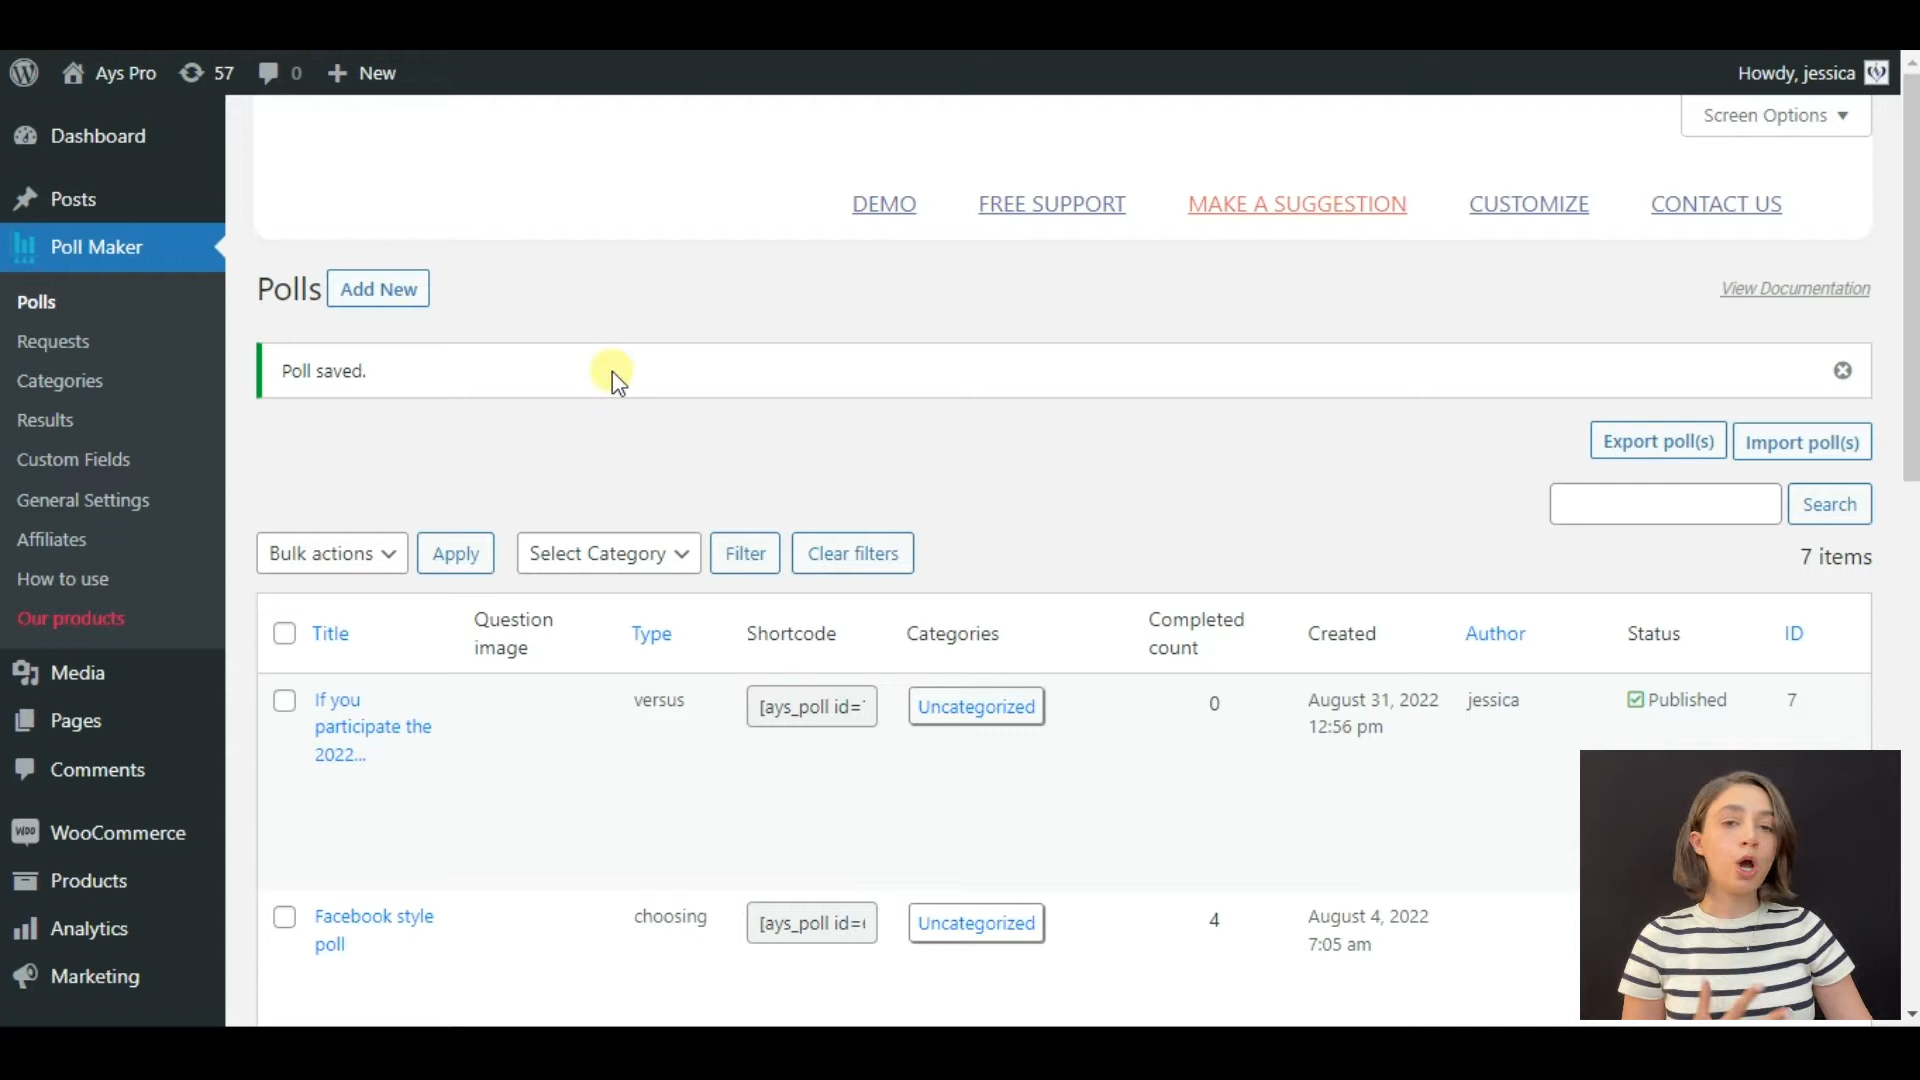 Ays Pro 57 0 New Howdy, jessica
Dashboard
Screen Options
Posts
DEMO FREE SUPPORT MAKE A SUGGESTION CUSTOMIZE CONTACT US
Poll Maker
Polls
Requests
Categories
Results
Custom Fields
General Settings
Affiliates
How to use
Our products
Media
Pages
Comments
WooCommerce
Products
Analytics
Marketing
Polls Add New View Documentation
Poll saved.
Export poll(s) Import poll(s)
Search
Bulk actions Apply Select Category Filter Clear filters 7 items
Title Question image Type Shortcode Categories Completed count Created Author Status ID
If you participate the 2022... versus [ays_poll id= Uncategorized 0 August 31, 2022 12:56 pm jessica Published 7
Facebook style poll choosing [ays_poll id= Uncategorized 4 August 4, 2022 7:05 am